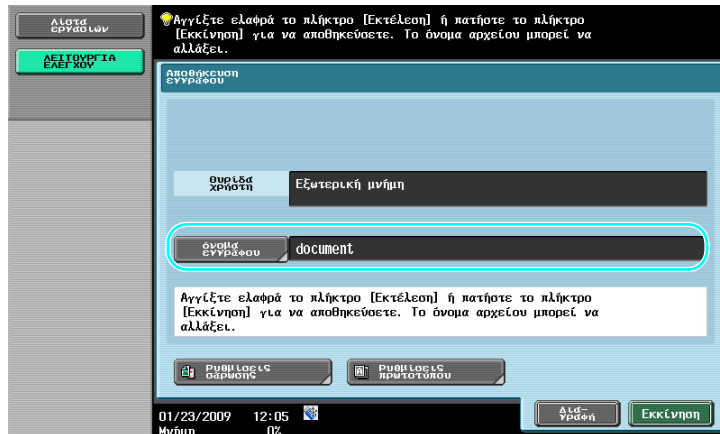 Λίστα
εργασιών
ΛΕΙΤΟΥΡΓΙΑ
ΕΛΕΓΧΟΥ
Αγγίξτε ελαφρά το πλήκτρο [Εκτέλεση] ή πατήστε το πλήκτρο
[Εκκίνηση] για να αποθηκεύσετε. Το όνομα αρχείου μπορεί να
αλλάξει.
Αποθήκευση
εγγράφου
θυρίδα
χρήστη
Εξωτερική μνήμη
όνομα
εγγράφου
document
Αγγίξτε ελαφρά το πλήκτρο [Εκτέλεση] ή πατήστε το πλήκτρο
[Εκκίνηση] για να αποθηκεύσετε. Το όνομα αρχείου μπορεί να
αλλάξει.
Ρυθμίσεις
σάρωσης
Ρυθμίσεις
πρωτοτύπου
01/23/2009 12:05
Μνήμη 0%
Δια-
γραφή
Εκκίνηση